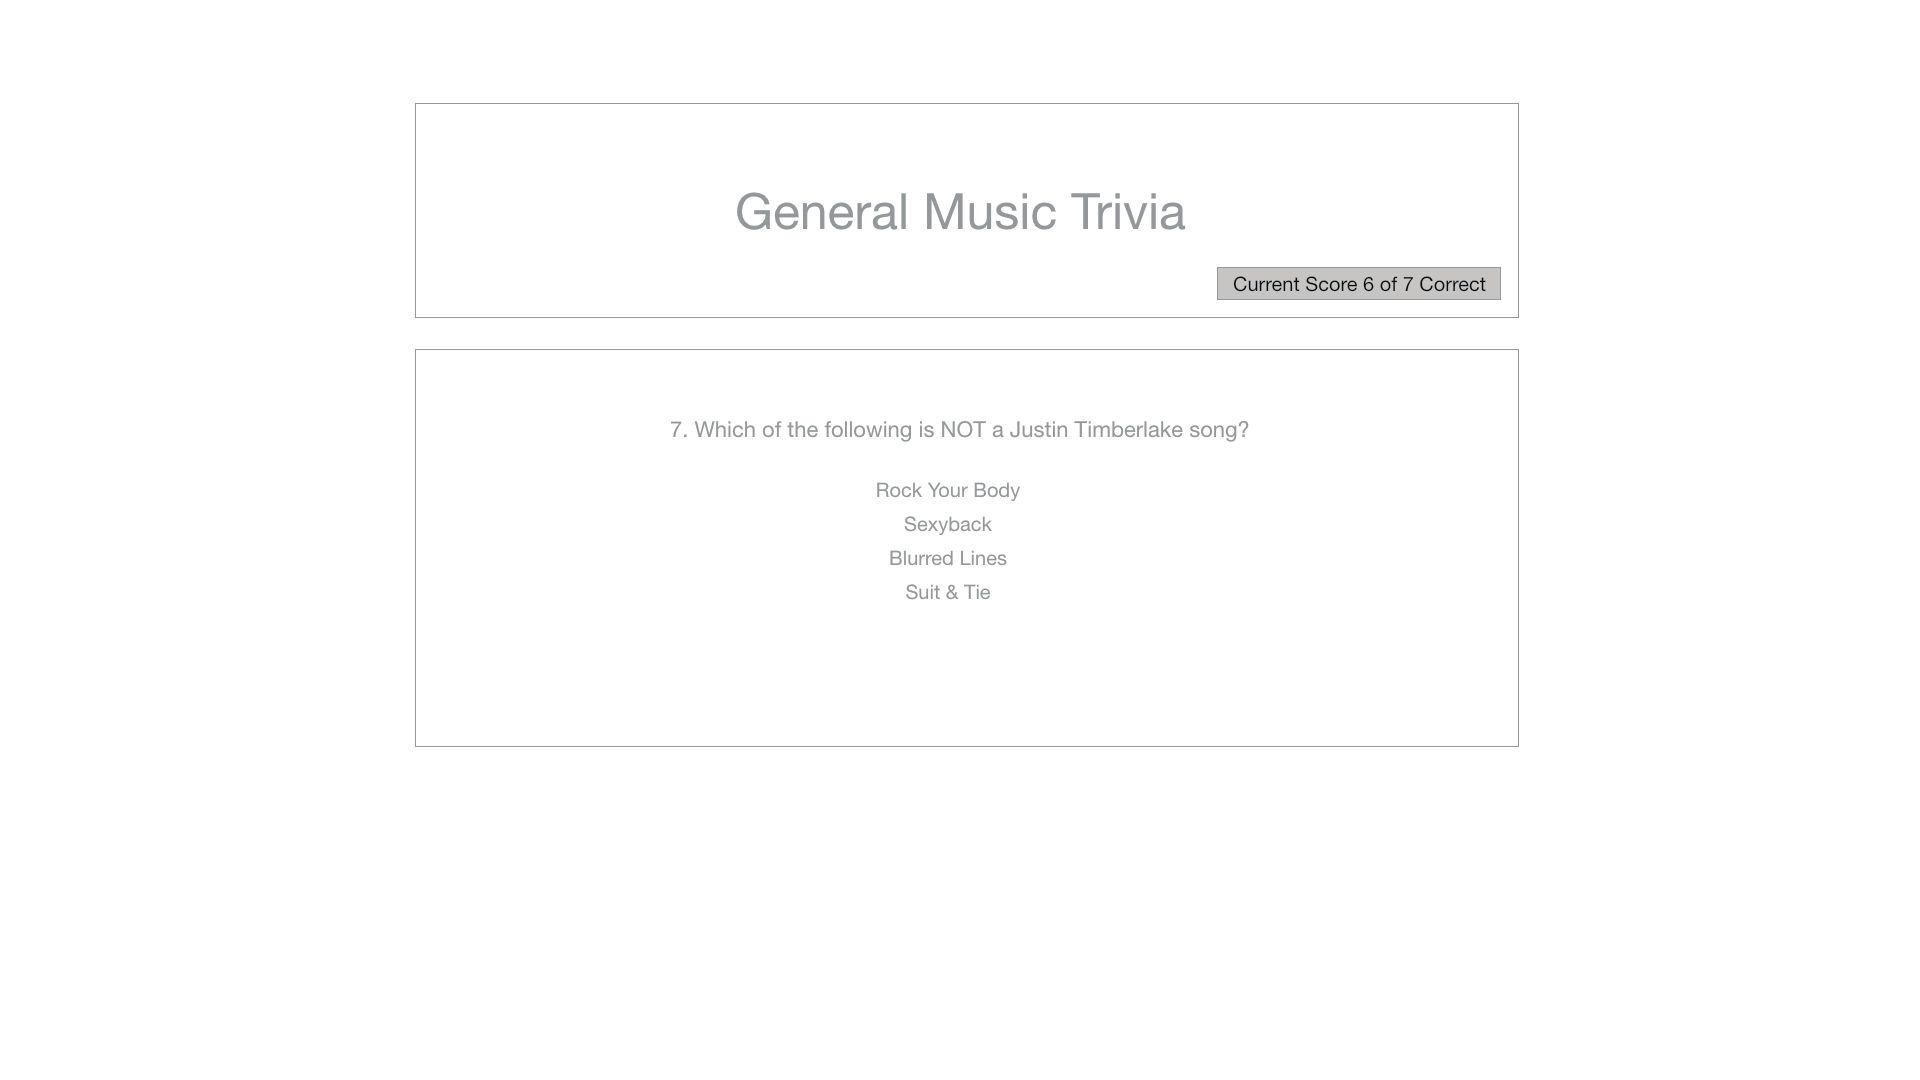 General Music Trivia
Current Score 6 of 7 Correct
7. Which of the following is NOT a Justin Timberlake song?
Rock Your Body
Sexyback
Blurred Lines
Suit & Tie